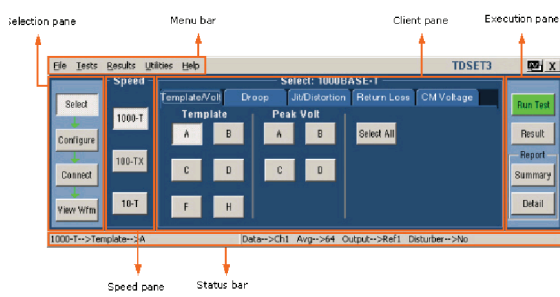 Selection pane
Menu bar
Client pane
Execution pane
File Tests Results Utilities Help
TDSET3
X
Speed
Select: 1000BASE-T
Template/Volt Droop Jit/Distortion Return Loss CM Voltage
Select
Configure
Connect
View Wfm
1000-T
100-TX
10-T
Template
A B
C D
F H
Peak Volt
A B
C D
Select All
Run Test
Result
Report
Summary
Detail
1000-T-->Template-->A
Data-->Ch1 Avg-->64 Output-->Ref1 Disturber-->No
Speed pane
Status bar